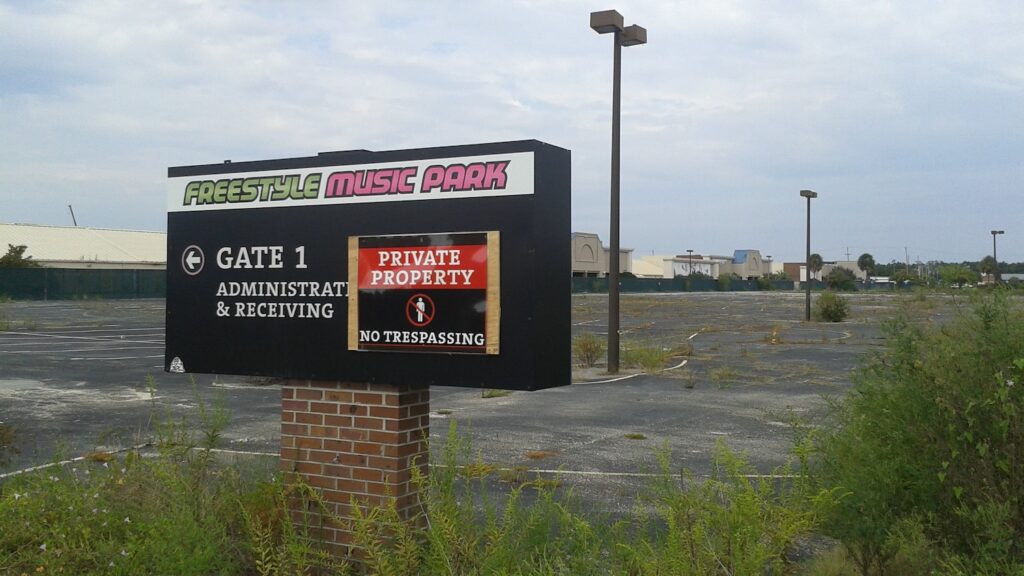 FREESTYLE MUSIC PARK
GATE 1
ADMINISTRATI
& RECEIVING
PRIVATE
PROPERTY
NO TRESPASSING